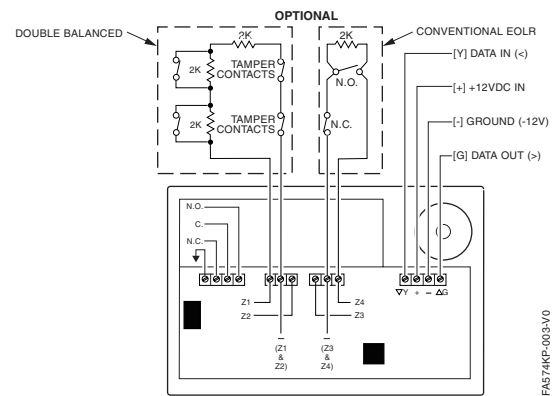 OPTIONAL
DOUBLE BALANCED
CONVENTIONAL EOLR
2K
2K
[Y] DATA IN (<)
2K
TAMPER
CONTACTS
N.O.
[+] +12VDC IN
2K
TAMPER
CONTACTS
N.C.
[-] GROUND (-12V)
[G] DATA OUT (>)
N.O.
C.
N.C.
Y + – G
Z1
Z2
Z4
Z3
–
(Z1
&
Z2)
–
(Z3
&
Z4)
FA574KP-003-V0